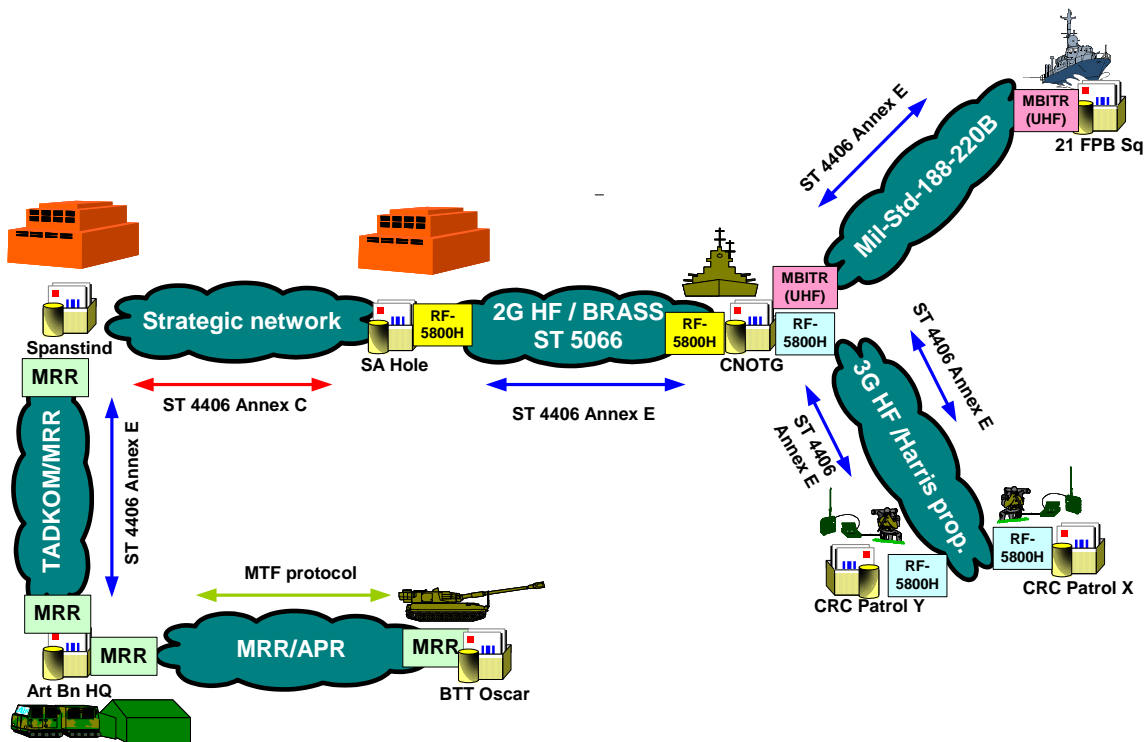 ST 4406 Annex E
MBITR
(UHF)
21 FPB Sq
Mil-Std-188-220B
MBITR
(UHF)
Spanstind
Strategic network
SA Hole
RF-
5800H
2G HF / BRASS
ST 5066
RF-
5800H
CNOTG
RF-
5800H
ST 4406 Annex E
MRR
ST 4406 Annex C
ST 4406 Annex E
3G HF /Harris prop.
ST 4406
Annex E
TADKOM/MRR
ST 4406 Annex E
RF-
5800H
CRC Patrol X
RF-
5800H
CRC Patrol Y
MTF protocol
MRR
Art Bn HQ
MRR
MRR/APR
MRR
BTT Oscar